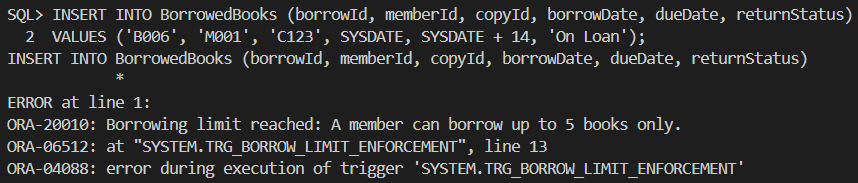 SQL> INSERT INTO BorrowedBooks (borrowId, memberId, copyId, borrowDate, dueDate, returnStatus)
  2  VALUES ('B006', 'M001', 'C123', SYSDATE, SYSDATE + 14, 'On Loan');
INSERT INTO BorrowedBooks (borrowId, memberId, copyId, borrowDate, dueDate, returnStatus)
            *
ERROR at line 1:
ORA-20010: Borrowing limit reached: A member can borrow up to 5 books only.
ORA-06512: at "SYSTEM.TRG_BORROW_LIMIT_ENFORCEMENT", line 13
ORA-04088: error during execution of trigger 'SYSTEM.TRG_BORROW_LIMIT_ENFORCEMENT'